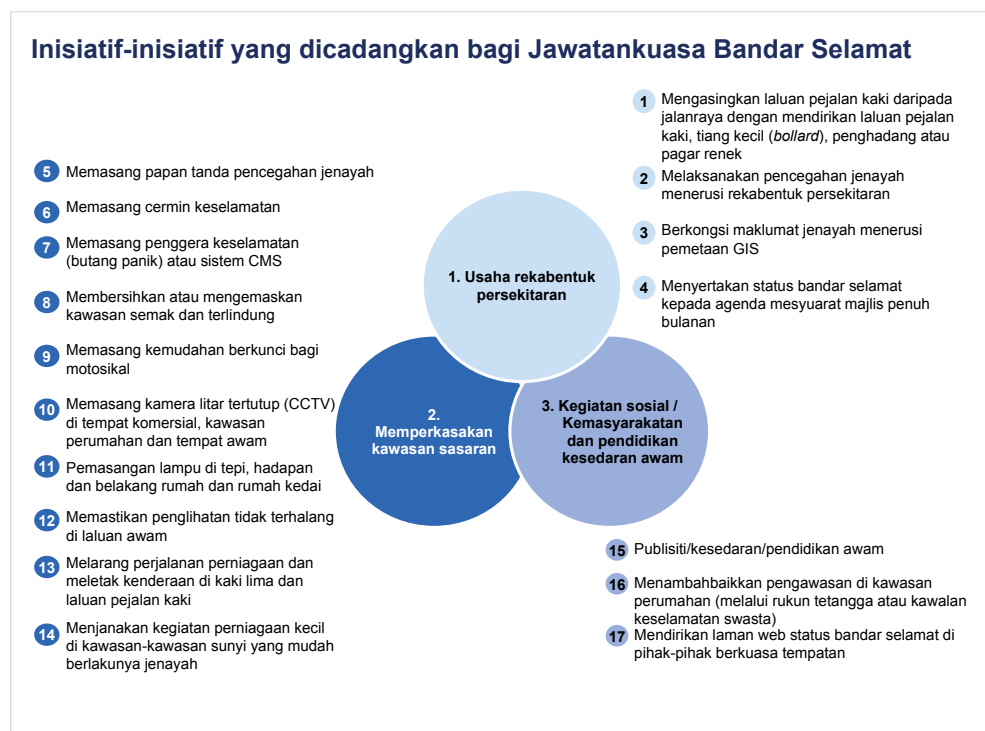 Inisiatif-inisiatif yang dicadangkan bagi Jawatankuasa Bandar Selamat
1 Mengasingkan laluan pejalan kaki daripada
jalanraya dengan mendirikan laluan pejalan
kaki, tiang kecil (bollard), penghadang atau
pagar renek
2 Melaksanakan pencegahan jenayah
menerusi rekabentuk persekitaran
3 Berkongsi maklumat jenayah menerusi
pemetaan GIS
4 Menyertakan status bandar selamat
kepada agenda mesyuarat majlis penuh
bulanan
5 Memasang papan tanda pencegahan jenayah
6 Memasang cermin keselamatan
7 Memasang penggera keselamatan
(butang panik) atau sistem CMS
8 Membersihkan atau mengemaskan
kawasan semak dan terlindung
9 Memasang kemudahan berkunci bagi
motosikal
10 Memasang kamera litar tertutup (CCTV)
di tempat komersial, kawasan
perumahan dan tempat awam
11 Pemasangan lampu di tepi, hadapan
dan belakang rumah dan rumah kedai
12 Memastikan penglihatan tidak terhalang
di laluan awam
13 Melarang perjalanan perniagaan dan
meletak kenderaan di kaki lima dan
laluan pejalan kaki
14 Menjanakan kegiatan perniagaan kecil
di kawasan-kawasan sunyi yang mudah
berlakunya jenayah
1. Usaha rekabentuk
persekitaran
2.
Memperkasakan
kawasan sasaran
3. Kegiatan sosial /
Kemasyarakatan
dan pendidikan
kesedaran awam
15 Publisiti/kesedaran/pendidikan awam
16 Menambahbaikkan pengawasan di kawasan
perumahan (melalui rukun tetangga atau kawalan
keselamatan swasta)
17 Mendirikan laman web status bandar selamat di
pihak-pihak berkuasa tempatan